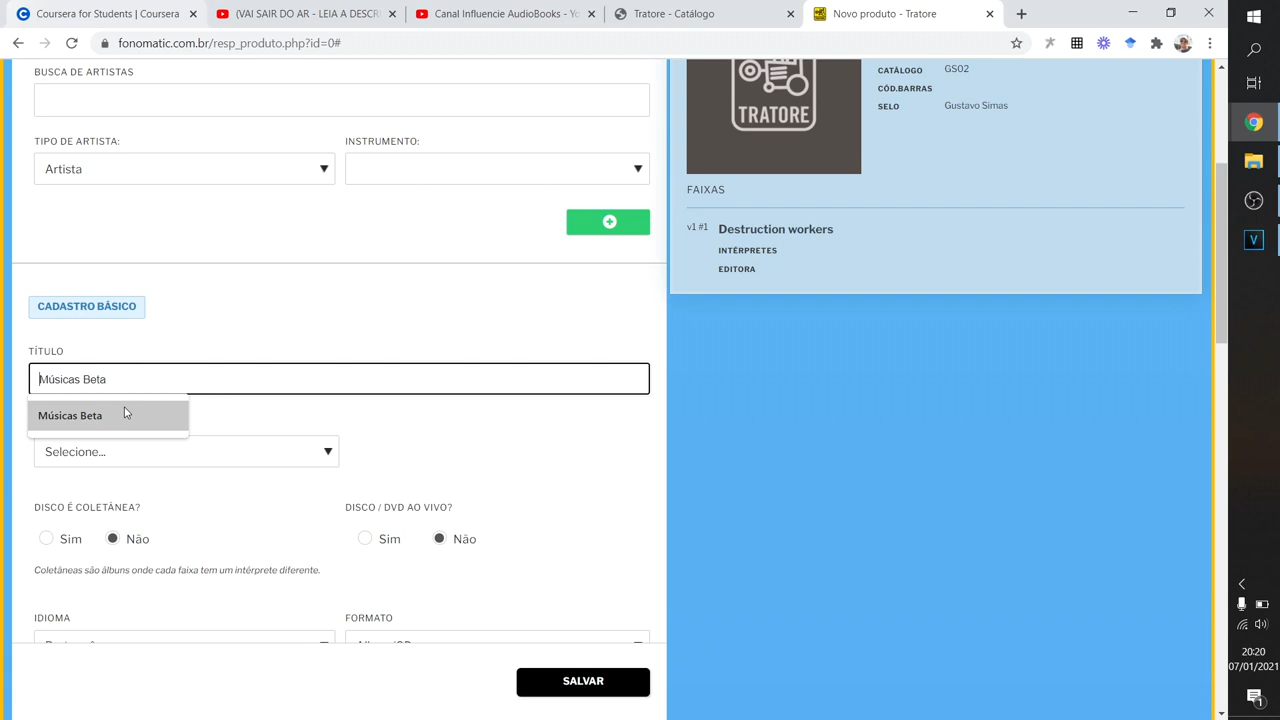 Coursera for Students | Coursera
(VAI SAIR DO AR - LEIA A DESCR
Canal Influencie AudioBooks - Yo
Tratore - Catálogo
Novo produto - Tratore
fonomatic.com.br/resp_produto.php?id=0#
BUSCA DE ARTISTAS
TIPO DE ARTISTA:
INSTRUMENTO:
Artista
CADASTRO BÁSICO
TÍTULO
Músicas Beta
Músicas Beta
Selecione...
DISCO É COLETÂNEA?
DISCO / DVD AO VIVO?
Sim
Não
Sim
Não
Coletâneas são álbuns onde cada faixa tem um intérprete diferente.
IDIOMA
FORMATO
SALVAR
TRATORE
CATÁLOGO
GS02
CÓD.BARRAS
SELO
Gustavo Simas
FAIXAS
v1 #1
Destruction workers
INTÉRPRETES
EDITORA
V
20:20
07/01/2021
1